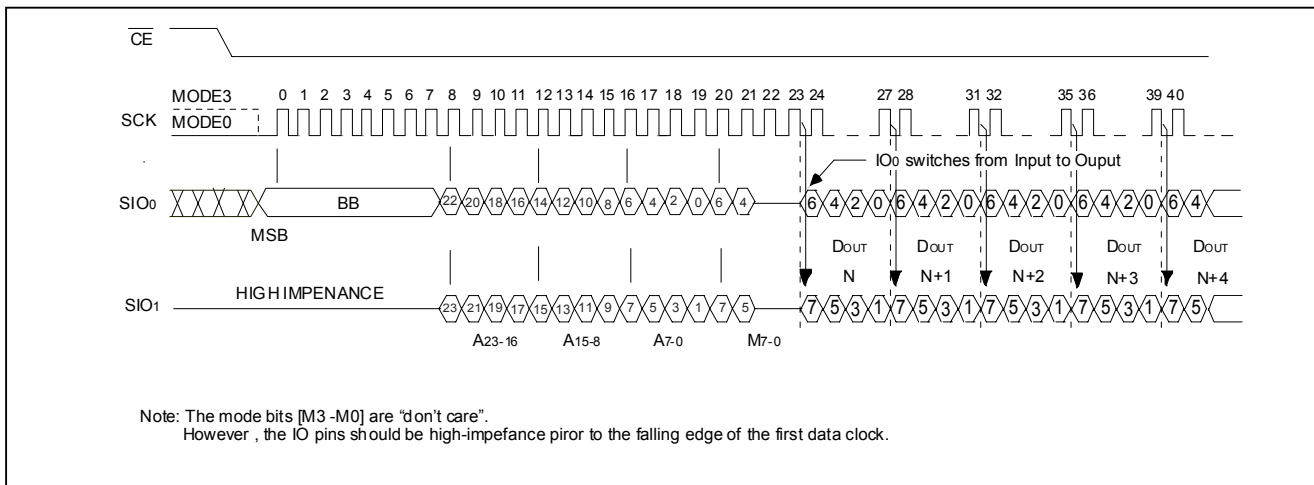 CE
MODE3
0 1 2 3 4 5 6 7 8 9 10 11 12 13 14 15 16 17 18 19 20 21 22 23 24 27 28 31 32 35 36 39 40
SCK
MODE0
IO0 switches from Input to Ouput
SIO0
BB
22 20 18 16 14 12 10 8 6 4 2 0 6 4 6 4 2 0 6 4 2 0 6 4 2 0 6 4 2 0 6 4
MSB
DOUT DOUT DOUT DOUT DOUT
N N+1 N+2 N+3 N+4
HIGH IMPENANCE
SIO1
23 21 19 17 15 13 11 9 7 5 3 1 7 5 7 5 3 1 7 5 3 1 7 5 3 1 7 5 3 1 7 5
A23-16 A15-8 A7-0 M7-0
Note: The mode bits [M3 -M0] are “don't care”.
However , the IO pins should be high-impefance piror to the falling edge of the first data clock.